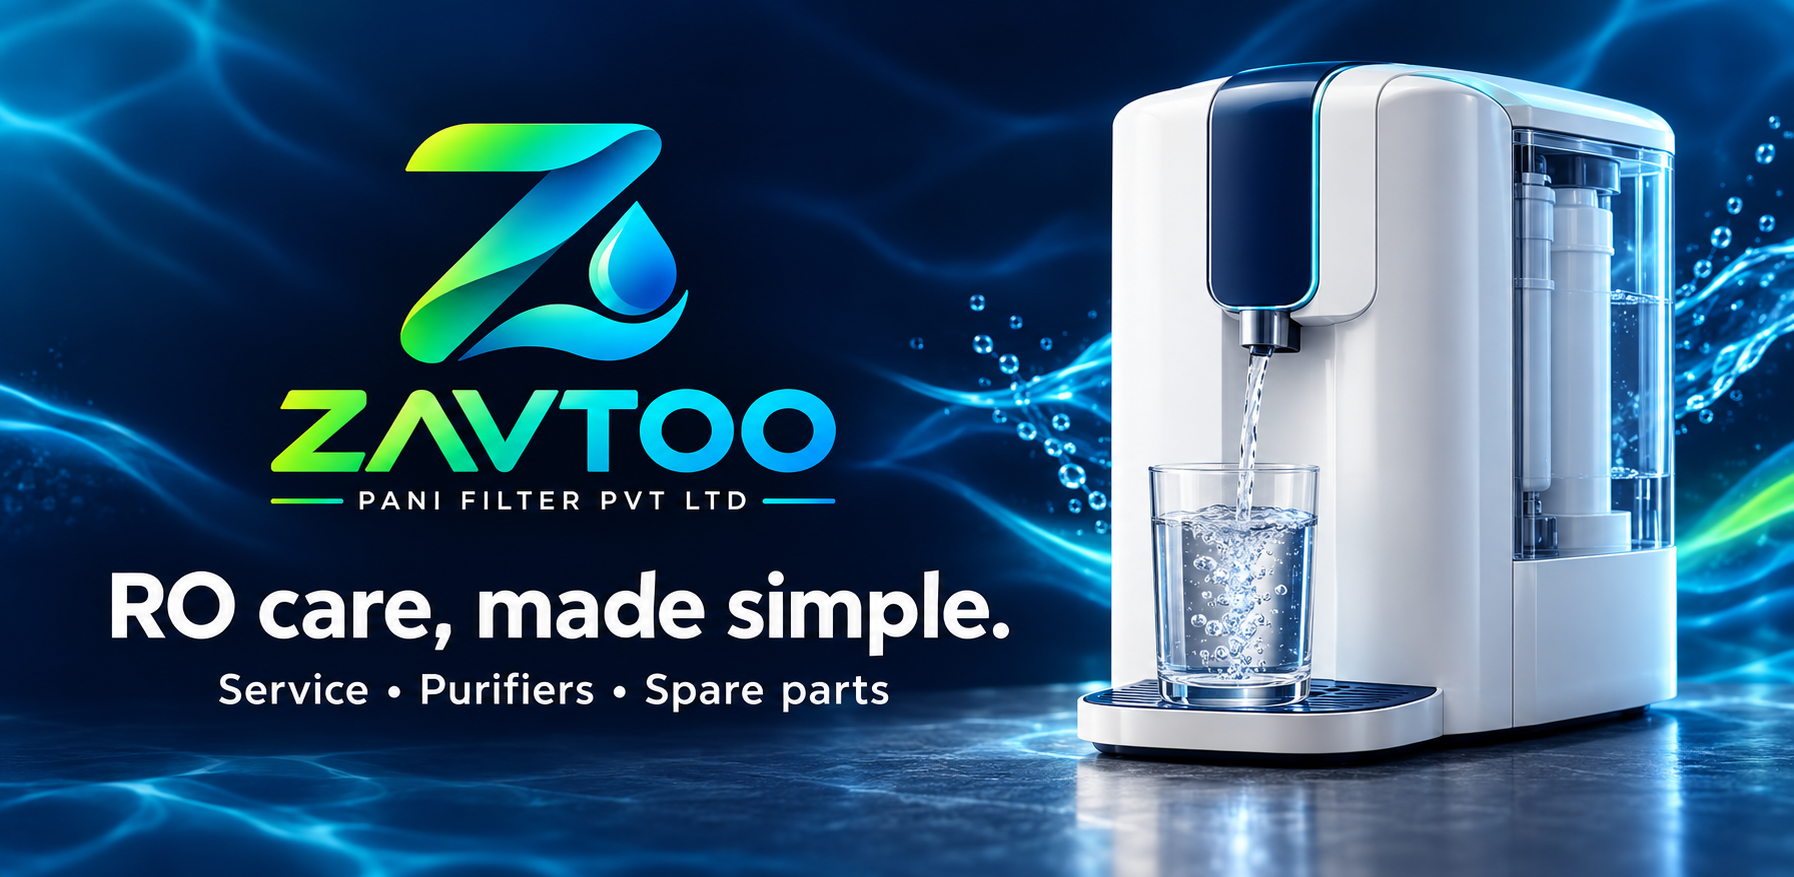 ZAVTOO
PANI FILTER PVT LTD
RO care, made simple.
Service • Purifiers • Spare parts